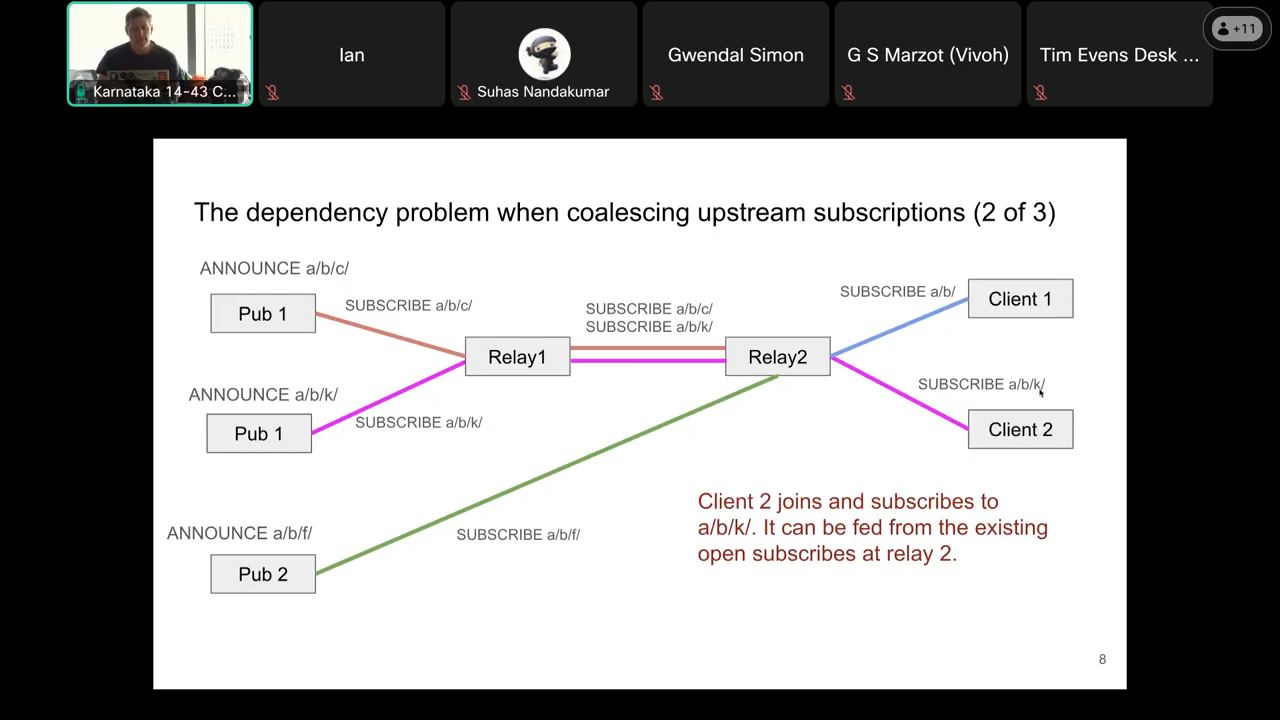 Karnataka 14-43 C...
Ian
Suhas Nandakumar
Gwendal Simon
G S Marzot (Vivoh)
Tim Evens Desk ...
+11
The dependency problem when coalescing upstream subscriptions (2 of 3)
ANNOUNCE a/b/c/
Pub 1
SUBSCRIBE a/b/c/
SUBSCRIBE a/b/c/
SUBSCRIBE a/b/k/
SUBSCRIBE a/b/
Client 1
Relay1
Relay2
ANNOUNCE a/b/k/
Pub 1
SUBSCRIBE a/b/k/
SUBSCRIBE a/b/k/
Client 2
ANNOUNCE a/b/f/
Pub 2
SUBSCRIBE a/b/f/
Client 2 joins and subscribes to
a/b/k/. It can be fed from the existing
open subscribes at relay 2.
8